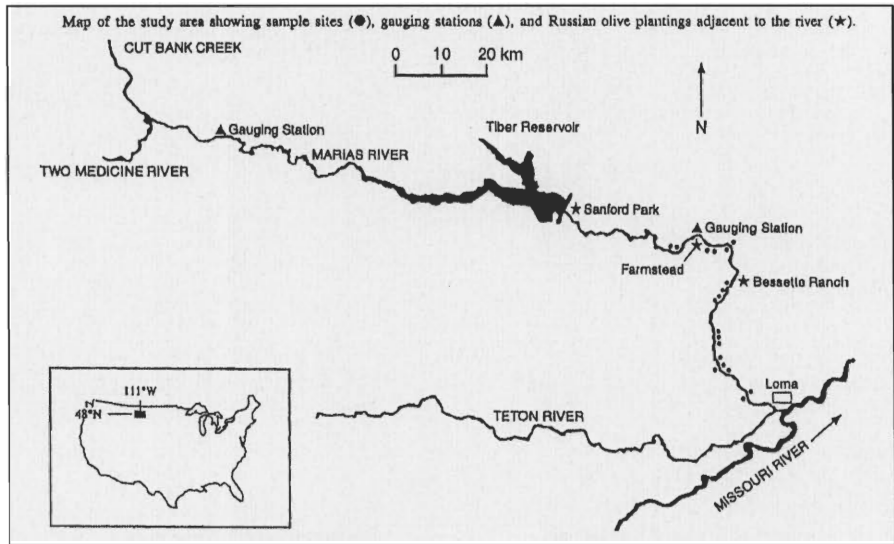 Map of the study area showing sample sites (●), gauging stations (▲), and Russian olive plantings adjacent to the river (★).
CUT BANK CREEK
0 10 20 km
N
Gauging Station
Tiber Reservoir
MARIAS RIVER
TWO MEDICINE RIVER
Sanford Park
Gauging Station
Farmstead
Bessette Ranch
111°W
48°N
Loma
TETON RIVER
MISSOURI RIVER